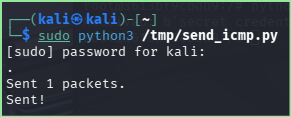 ┌──(kali㉿kali)-[~]
└─$ sudo python3 /tmp/send_icmp.py
[sudo] password for kali:
.
Sent 1 packets.
Sent!